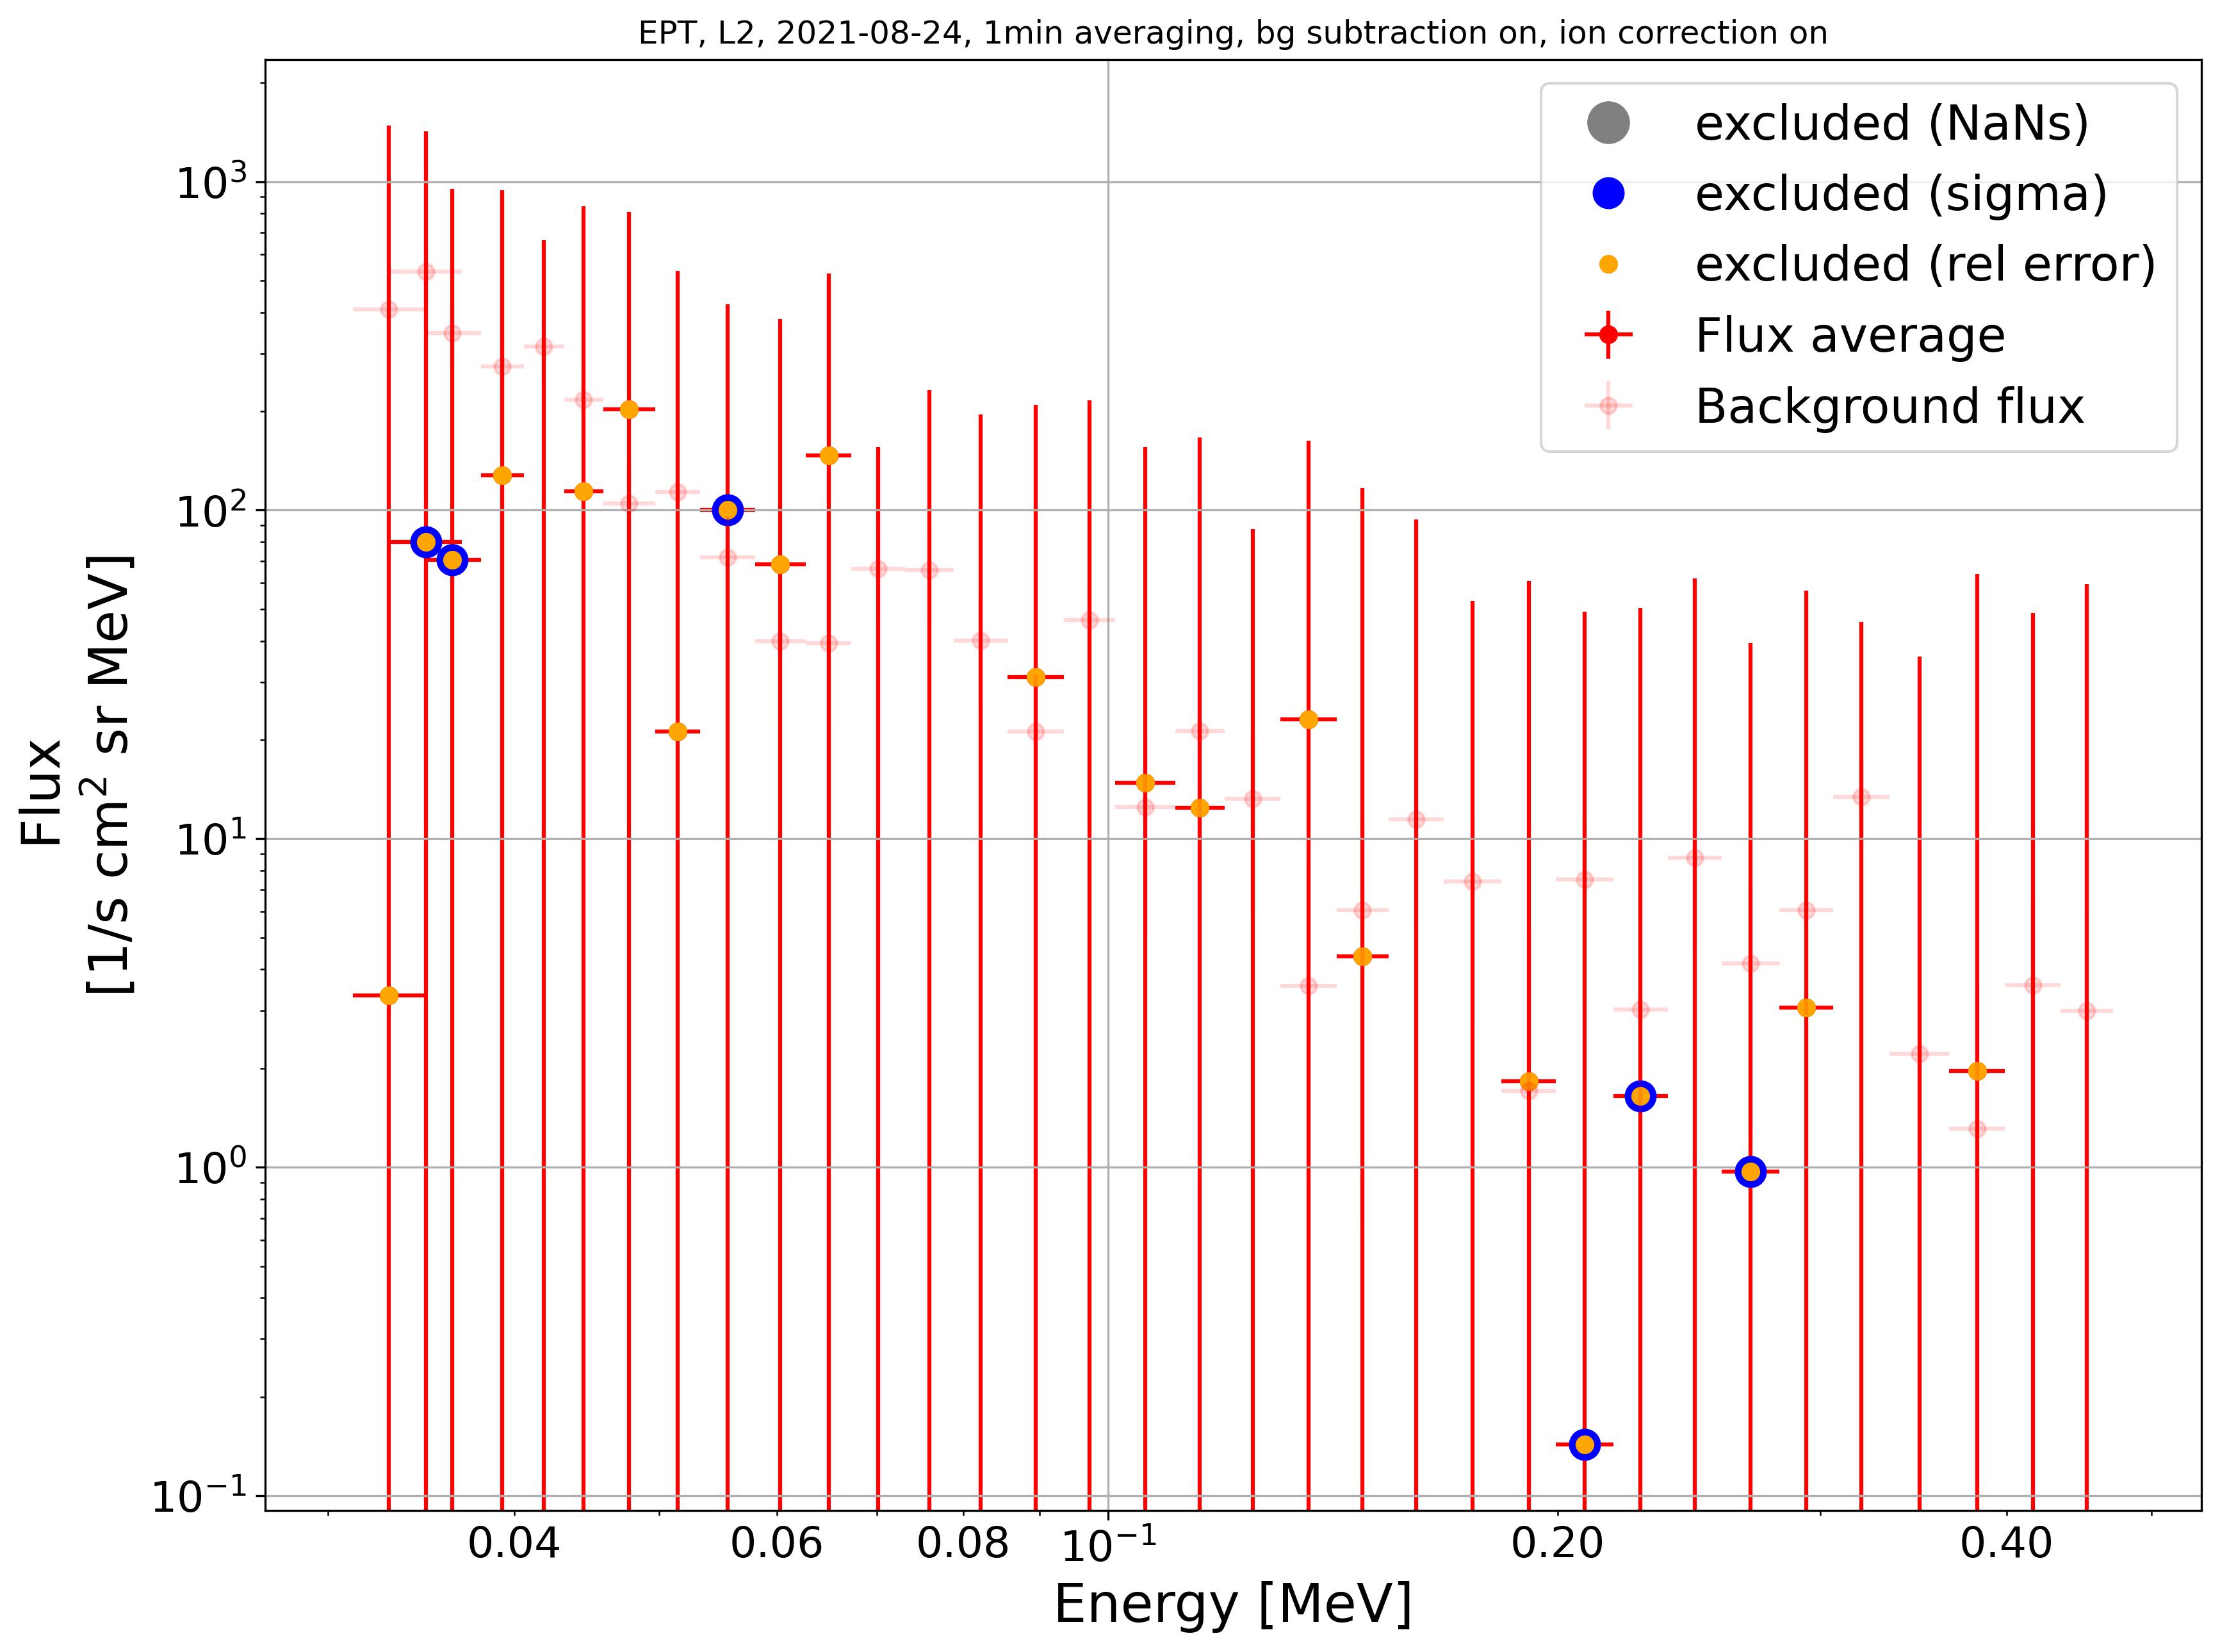 EPT, L2, 2021-08-24, 1min averaging, bg subtraction on, ion correction on
excluded (NaNs)
excluded (sigma)
excluded (rel error)
Flux average
Background flux
10³
10²
10¹
10⁰
10⁻¹
Flux
[1/s cm² sr MeV]
0.04 0.06 0.08 10⁻¹ 0.20 0.40
Energy [MeV]